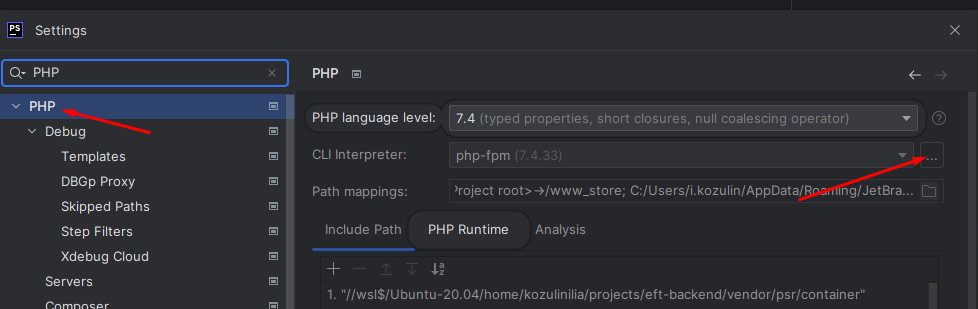 PS Settings
PHP
PHP
Debug
Templates
DBGp Proxy
Skipped Paths
Step Filters
Xdebug Cloud
Servers
Composer
PHP
PHP language level: 7.4 (typed properties, short closures, null coalescing operator)
CLI Interpreter: php-fpm (7.4.33) ...
Path mappings: Project root>→/www_store; C:/Users/i.kozulin/AppData/Roaming/JetBra...
Include Path PHP Runtime Analysis
1. "//wsl$/Ubuntu-20.04/home/kozulinilia/projects/eft-backend/vendor/psr/container"